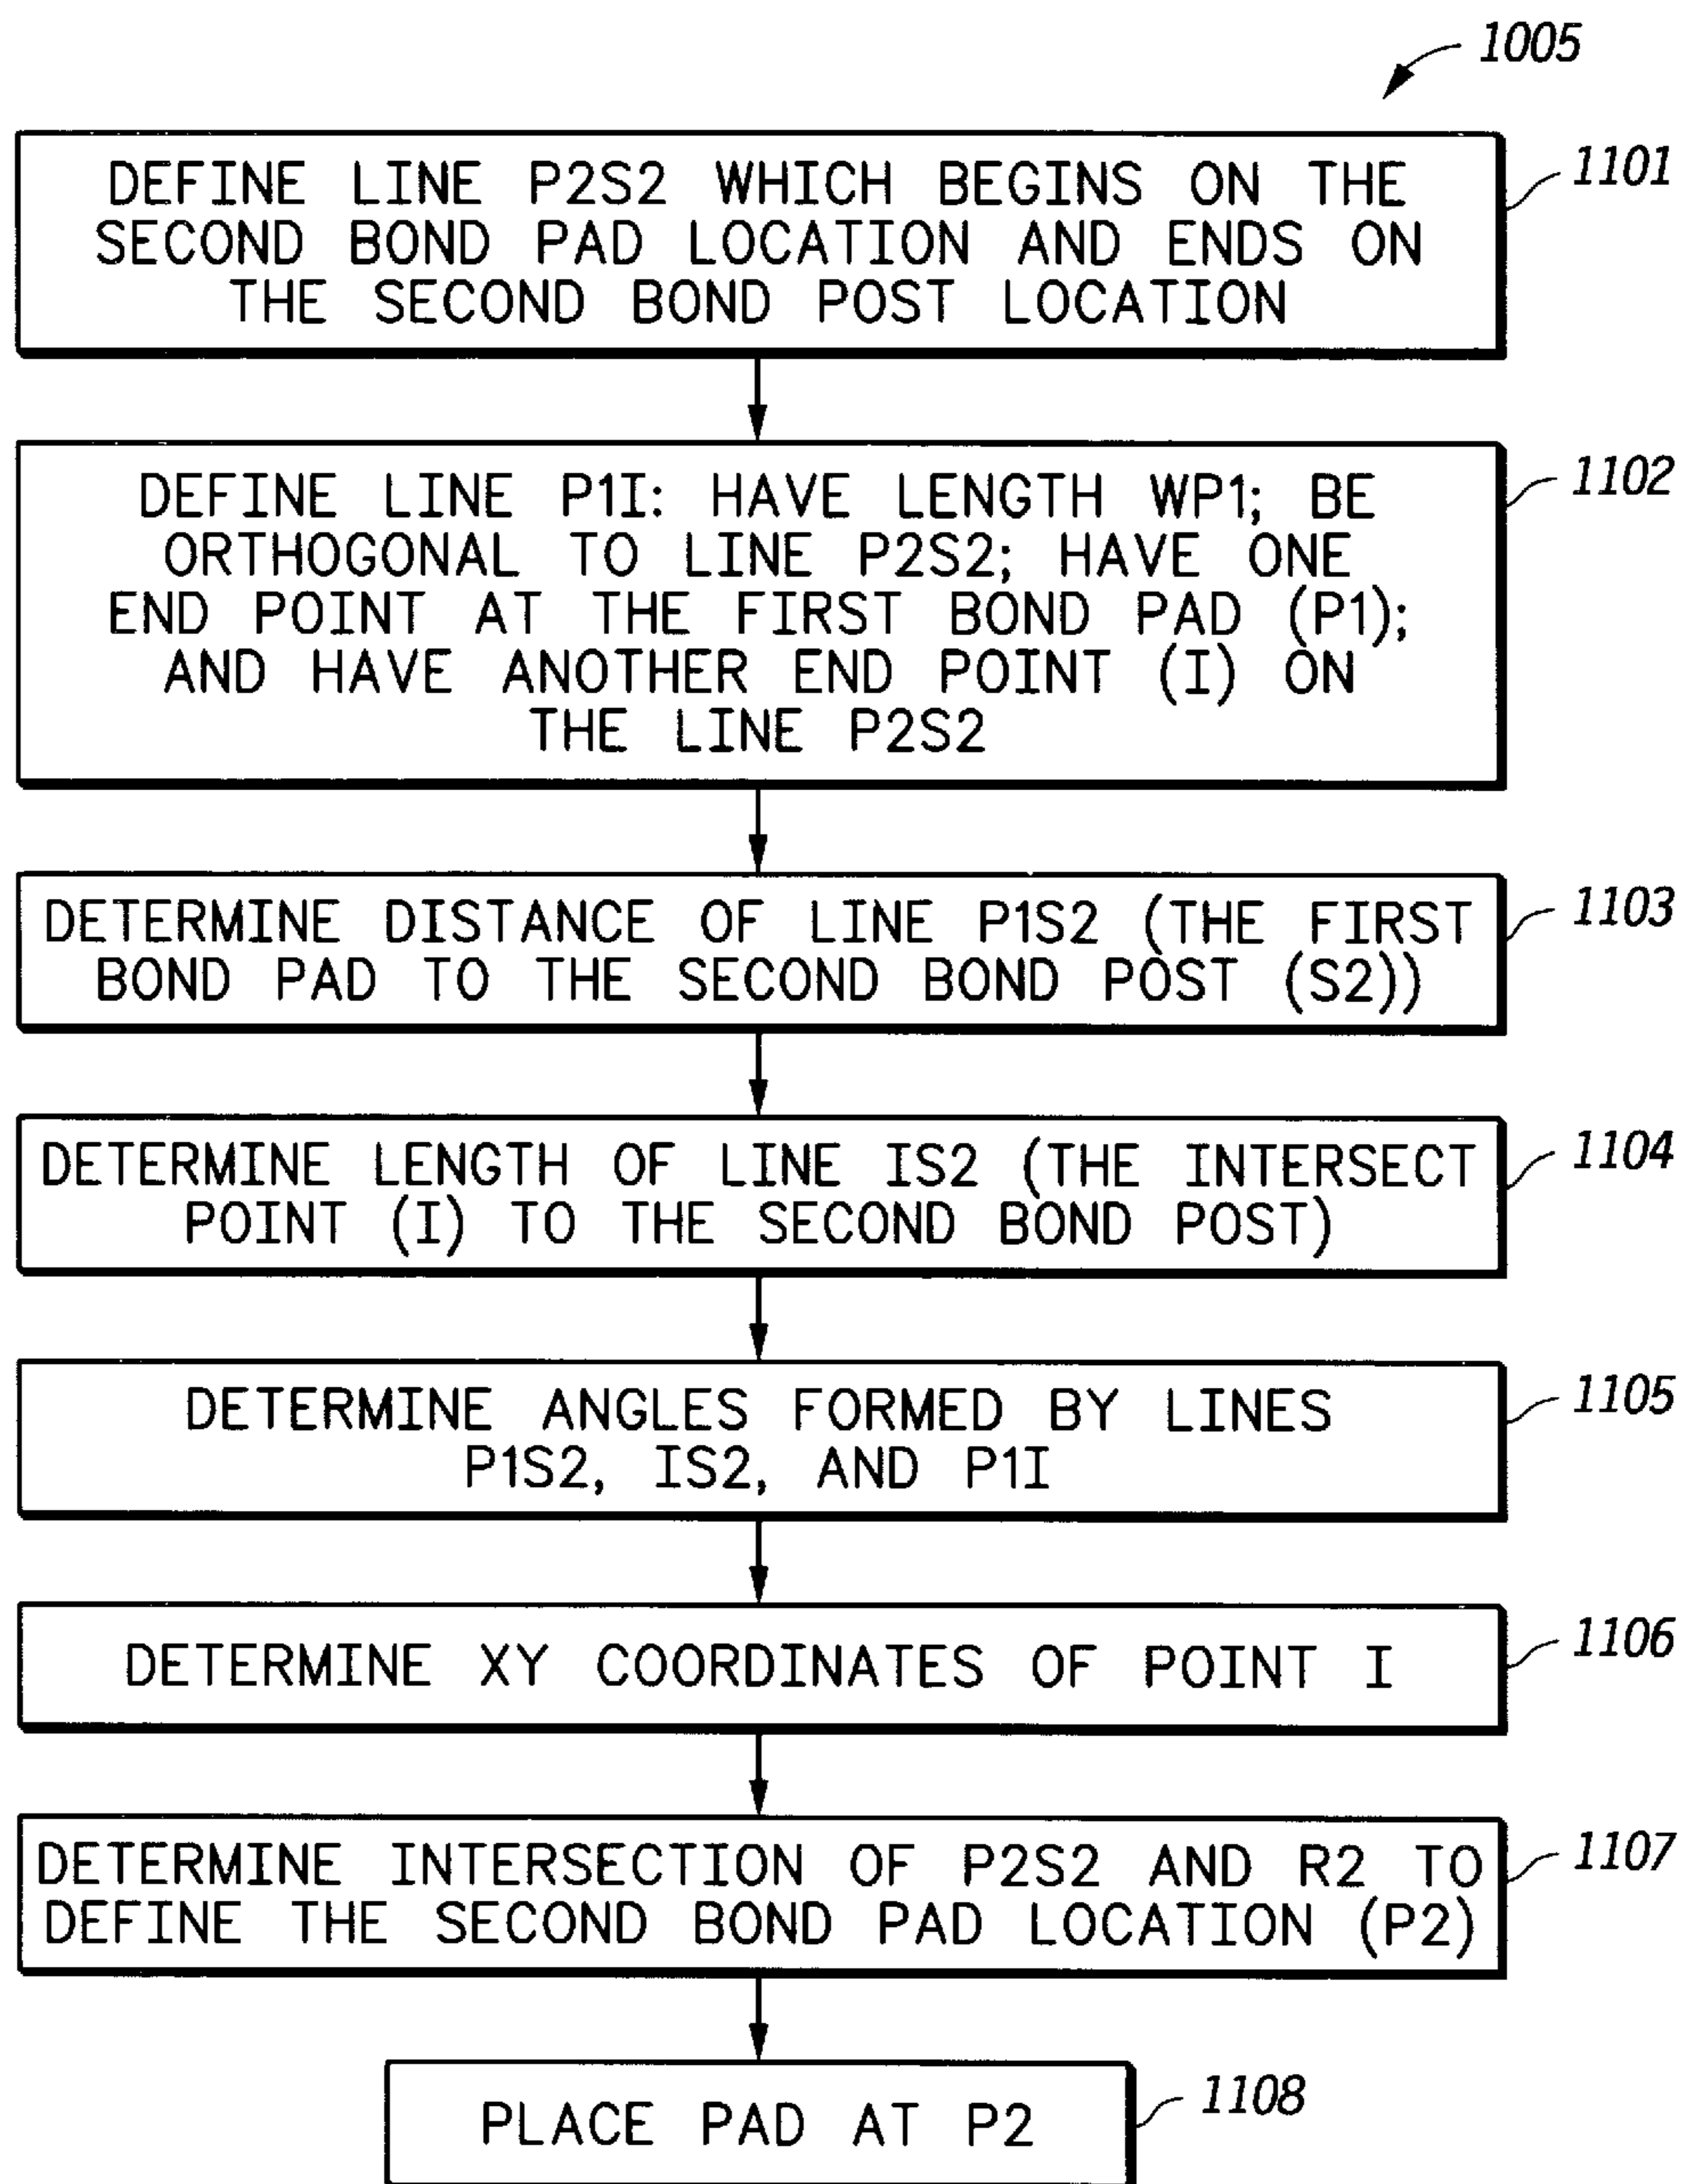 1005
DEFINE LINE P2S2 WHICH BEGINS ON THE
SECOND BOND PAD LOCATION AND ENDS ON
THE SECOND BOND POST LOCATION
1101
DEFINE LINE P1I: HAVE LENGTH WP1; BE
ORTHOGONAL TO LINE P2S2; HAVE ONE
END POINT AT THE FIRST BOND PAD (P1);
AND HAVE ANOTHER END POINT (I) ON
THE LINE P2S2
1102
DETERMINE DISTANCE OF LINE P1S2 (THE FIRST
BOND PAD TO THE SECOND BOND POST (S2))
1103
DETERMINE LENGTH OF LINE IS2 (THE INTERSECT
POINT (I) TO THE SECOND BOND POST)
1104
DETERMINE ANGLES FORMED BY LINES
P1S2, IS2, AND P1I
1105
DETERMINE XY COORDINATES OF POINT I
1106
DETERMINE INTERSECTION OF P2S2 AND R2 TO
DEFINE THE SECOND BOND PAD LOCATION (P2)
1107
PLACE PAD AT P2
1108